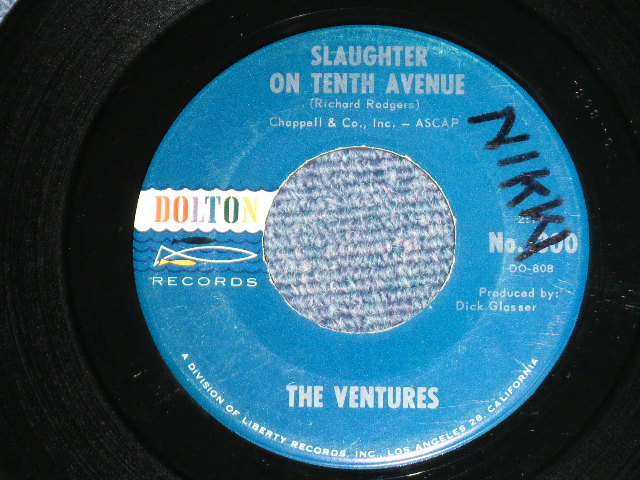 SLAUGHTER
ON TENTH AVENUE
(Richard Rodgers)
Chappell & Co., Inc. — ASCAP
NIKKY
DOLTON
RECORDS
No. 300
DO-808
Produced by:
Dick Glasser
THE VENTURES
A DIVISION OF LIBERTY RECORDS, INC., LOS ANGELES 28, CALIFORNIA